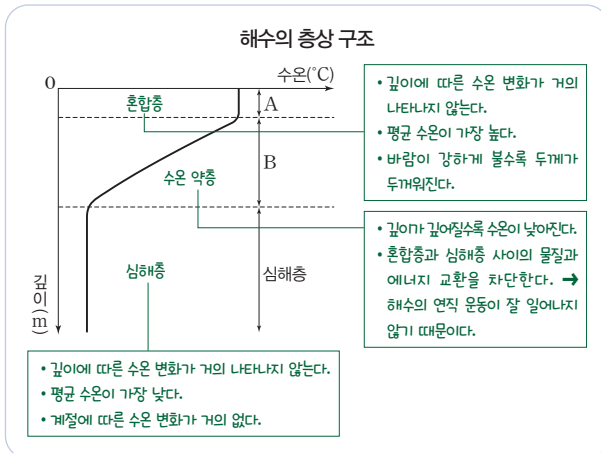 해수의 층상 구조
O
수온(°C)
혼합층
A
• 깊이에 따른 수온 변화가 거의
나타나지 않는다.
• 평균 수온이 가장 높다.
• 바람이 강하게 불수록 두께가
두꺼워진다.
B
수온 약층
• 깊이가 깊어질수록 수온이 낮아진다.
• 혼합층과 심해층 사이의 물질과
에너지 교환을 차단한다. →
해수의 연직 운동이 잘 일어나지
않기 때문이다.
심해층
심해층
깊이(m)
• 깊이에 따른 수온 변화가 거의 나타나지 않는다.
• 평균 수온이 가장 낮다.
• 계절에 따른 수온 변화가 거의 없다.